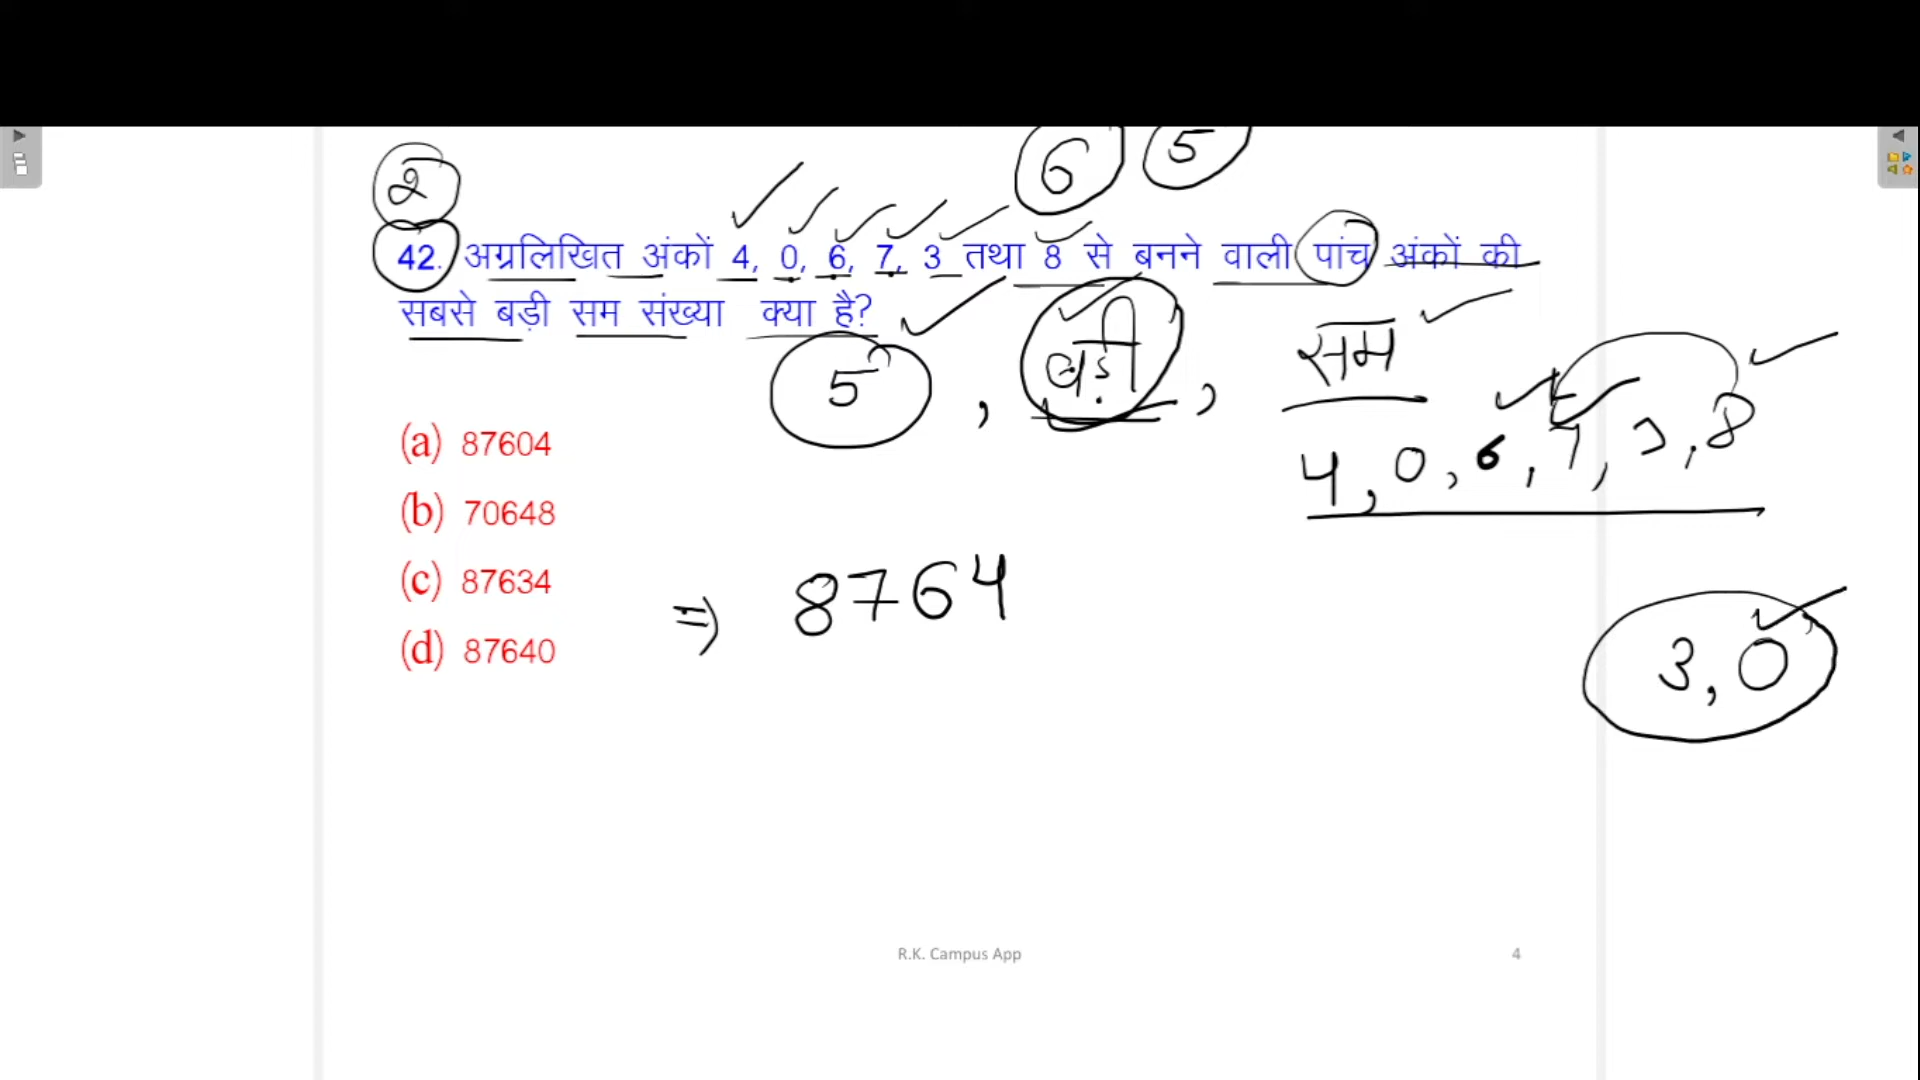 6 5
2
42. अग्रलिखित अंकों 4, 0, 6, 7, 3 तथा 8 से बनने वाली पांच अंकों की
सबसे बड़ी सम संख्या क्या है?
5 , बड़ी , सम
4, 0, 6, 7, 3, 8
(a) 87604
(b) 70648
(c) 87634
(d) 87640
⇒ 8764
3, 0
R.K. Campus App 4